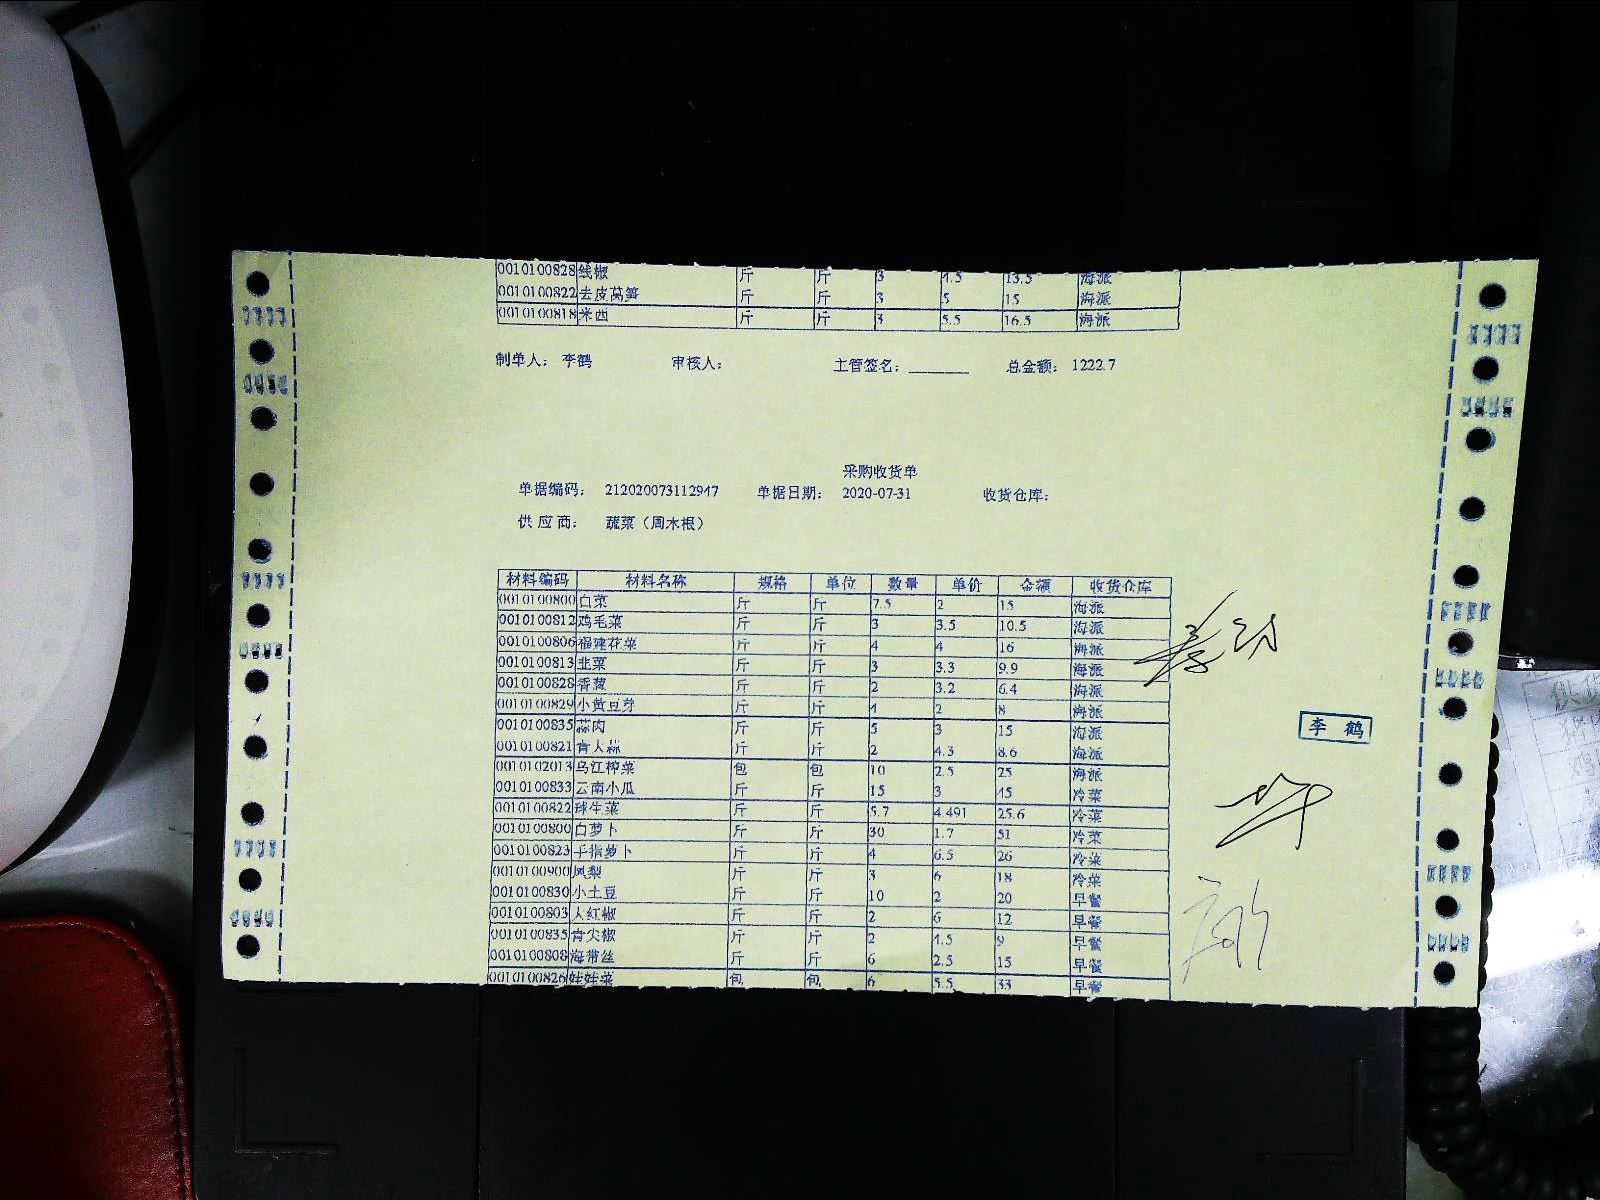 0010100828 线椒 斤 斤 3 4.5 13.5 海派
0010100822 去皮莴笋 斤 斤 3 5 15 海派
0010100818 米西 斤 斤 3 5.5 16.5 海派
制单人： 李鹤 审核人： 主管签名：_______ 总金额： 1222.7
采购收货单
单据编码： 212020073112947 单据日期： 2020-07-31 收货仓库：
供应商： 蔬菜（周木根）
材料编码 材料名称 规格 单位 数量 单价 金额 收货仓库
0010100800 白菜 斤 斤 7.5 2 15 海派
0010100812 鸡毛菜 斤 斤 3 3.5 10.5 海派
0010100806 福建花菜 斤 斤 4 4 16 海派
0010100813 韭菜 斤 斤 3 3.3 9.9 海派
0010100828 香葱 斤 斤 2 3.2 6.4 海派
0010100829 小黄豆芽 斤 斤 4 2 8 海派
0010100835 蒜肉 斤 斤 5 3 15 海派
0010100821 青大蒜 斤 斤 2 4.3 8.6 海派
0010102013 乌江榨菜 包 包 10 2.5 25 海派
0010100833 云南小瓜 斤 斤 15 3 45 冷菜
0010100822 球生菜 斤 斤 5.7 4.491 25.6 冷菜
0010100800 白萝卜 斤 斤 30 1.7 51 冷菜
0010100823 手指萝卜 斤 斤 4 6.5 26 冷菜
0010100900 凤梨 斤 斤 3 6 18 冷菜
0010100830 小土豆 斤 斤 10 2 20 早餐
0010100803 大红椒 斤 斤 2 6 12 早餐
0010100835 青尖椒 斤 斤 2 4.5 9 早餐
0010100808 海带丝 斤 斤 6 2.5 15 早餐
0010100826 娃娃菜 包 包 6 5.5 33 早餐
李鹤